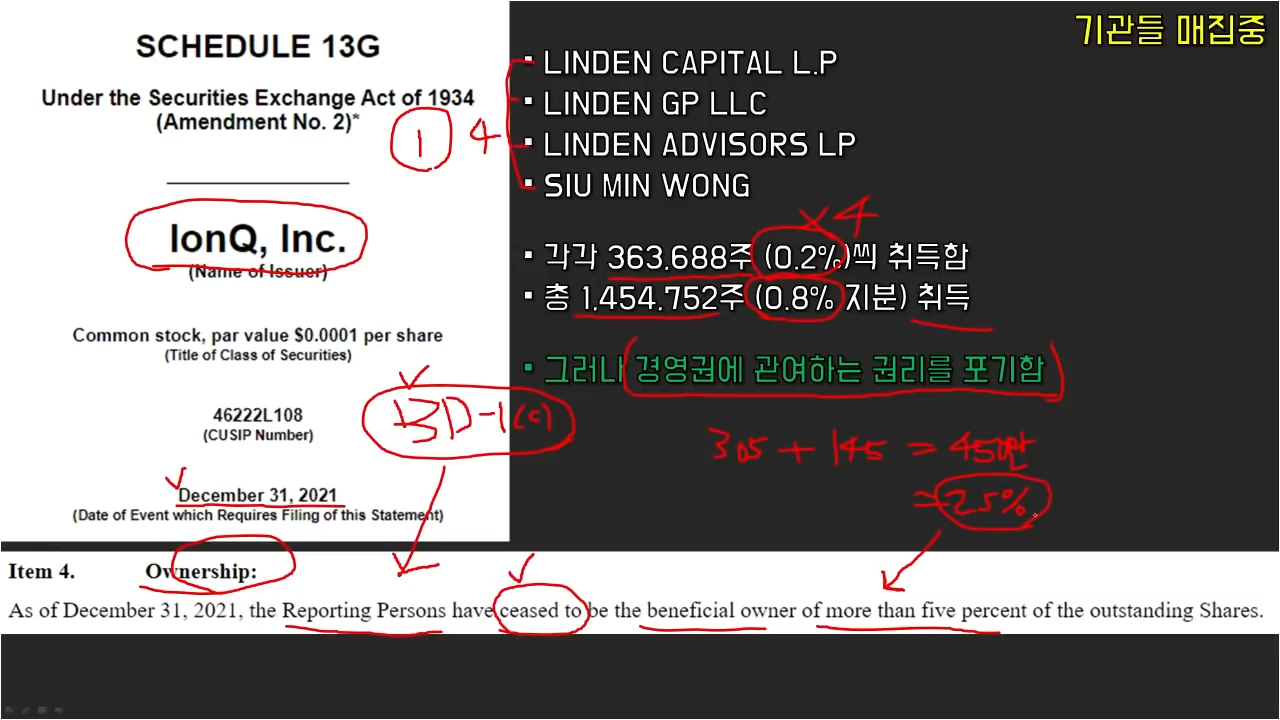 SCHEDULE 13G
Under the Securities Exchange Act of 1934
(Amendment No. 2)*
1
4
IonQ, Inc.
(Name of Issuer)
Common stock, par value $0.0001 per share
(Title of Class of Securities)
46222L108
(CUSIP Number)
13D-1(c)
December 31, 2021
(Date of Event which Requires Filing of this Statement)
기관들 매집중
▪ LINDEN CAPITAL L.P
▪ LINDEN GP LLC
▪ LINDEN ADVISORS LP
▪ SIU MIN WONG
x4
▪ 각각 363.688주 (0.2%)씩 취득함
▪ 총 1.454.752주 (0.8% 지분) 취득
▪ 그러나 경영권에 관여하는 권리를 포기함
305 + 145 = 450만
= 2.5%
Item 4. Ownership:
As of December 31, 2021, the Reporting Persons have ceased to be the beneficial owner of more than five percent of the outstanding Shares.